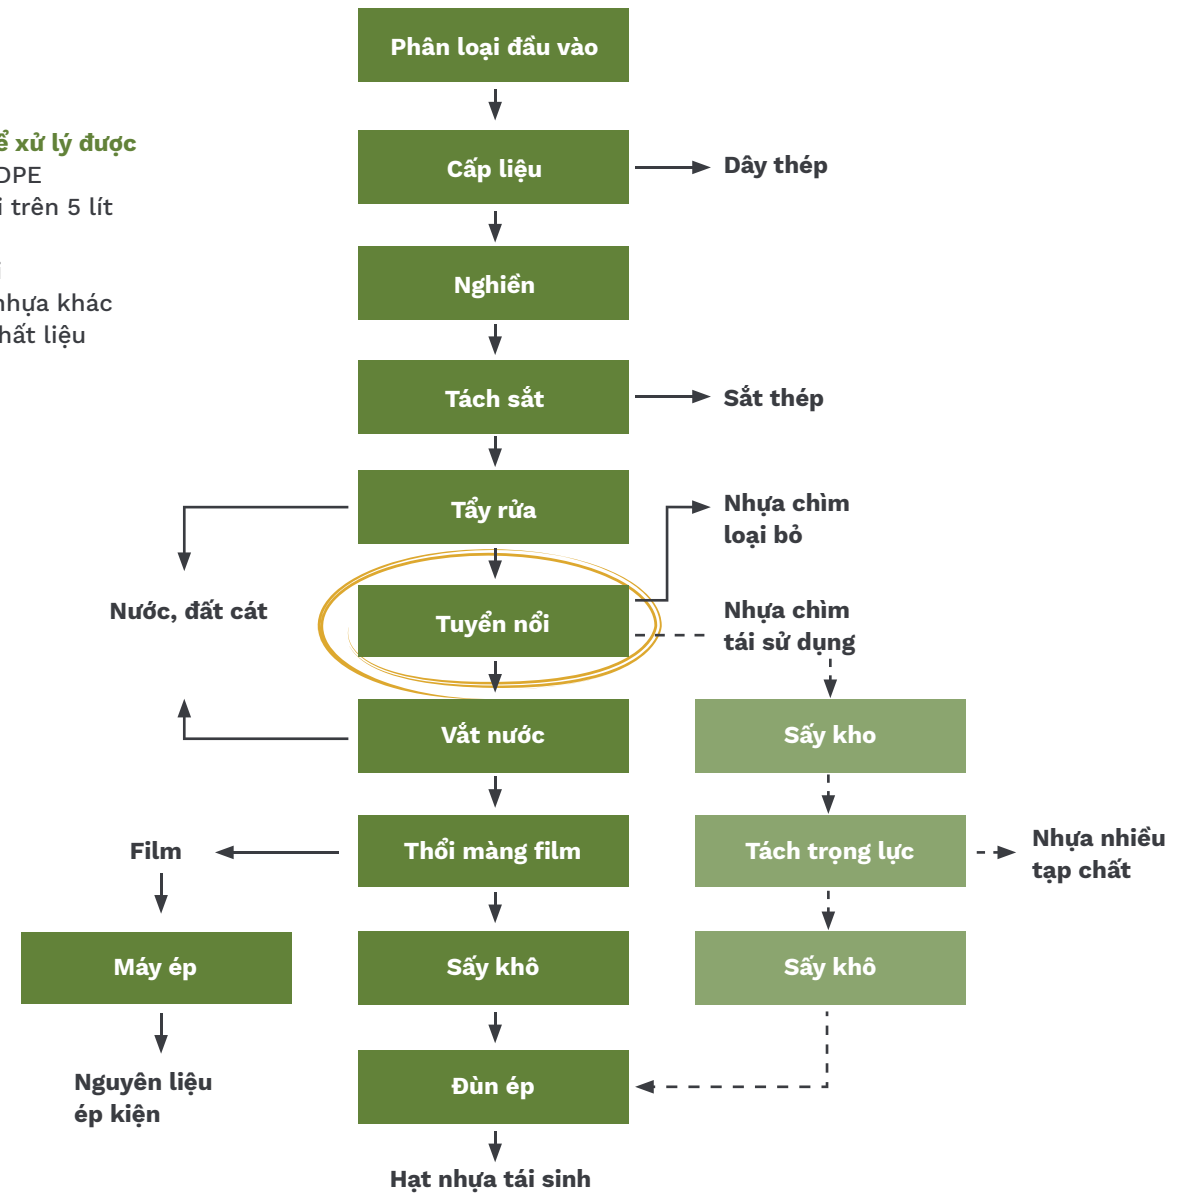 Phân loại đầu vào
xử lý được
DPE
trên 5 lít
nhựa khác
chất liệu
Cấp liệu
Dây thép
Nghiền
Tách sắt
Sắt thép
Tẩy rửa
Nhựa chìm
loại bỏ
Nước, đất cát
Tuyển nổi
Nhựa chìm
tái sử dụng
Vắt nước
Sấy kho
Film
Thổi màng film
Tách trọng lực
Nhựa nhiều
tạp chất
Máy ép
Sấy khô
Sấy khô
Nguyên liệu
ép kiện
Đùn ép
Hạt nhựa tái sinh